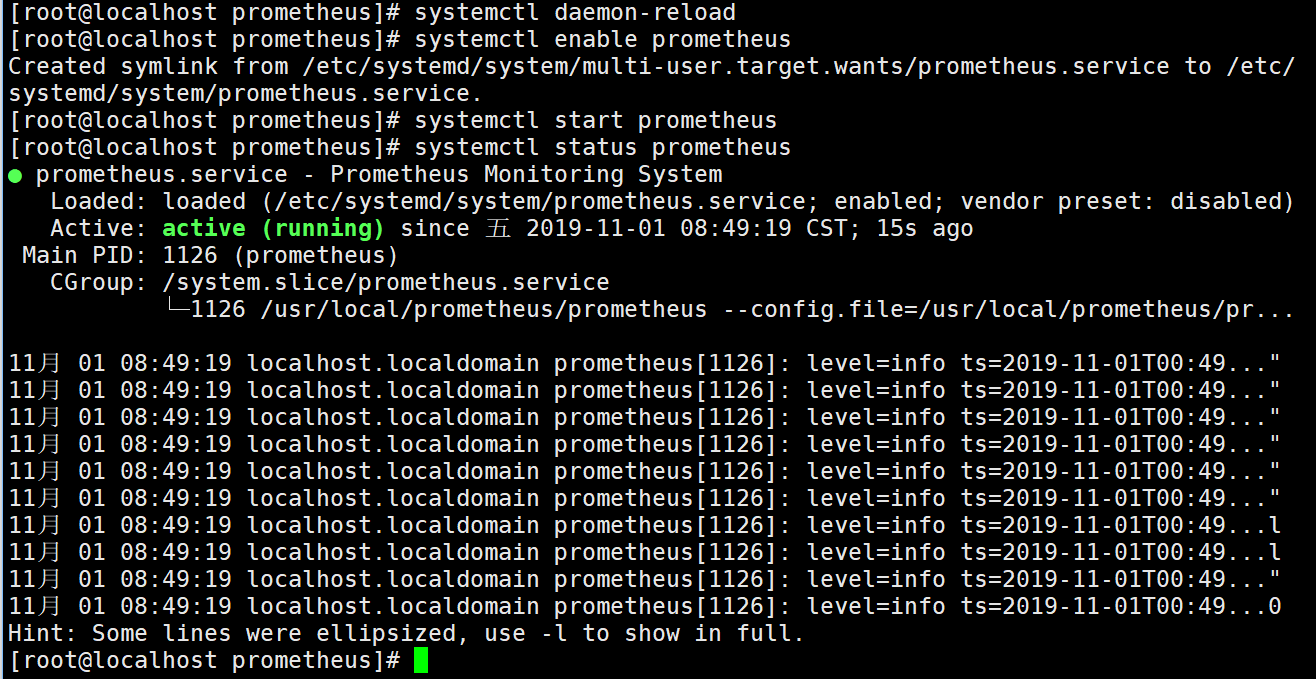 [root@localhost prometheus]# systemctl daemon-reload
[root@localhost prometheus]# systemctl enable prometheus
Created symlink from /etc/systemd/system/multi-user.target.wants/prometheus.service to /etc/
systemd/system/prometheus.service.
[root@localhost prometheus]# systemctl start prometheus
[root@localhost prometheus]# systemctl status prometheus
● prometheus.service - Prometheus Monitoring System
   Loaded: loaded (/etc/systemd/system/prometheus.service; enabled; vendor preset: disabled)
   Active: active (running) since 五 2019-11-01 08:49:19 CST; 15s ago
 Main PID: 1126 (prometheus)
   CGroup: /system.slice/prometheus.service
           └─1126 /usr/local/prometheus/prometheus --config.file=/usr/local/prometheus/pr...
11月 01 08:49:19 localhost.localdomain prometheus[1126]: level=info ts=2019-11-01T00:49..."
11月 01 08:49:19 localhost.localdomain prometheus[1126]: level=info ts=2019-11-01T00:49..."
11月 01 08:49:19 localhost.localdomain prometheus[1126]: level=info ts=2019-11-01T00:49..."
11月 01 08:49:19 localhost.localdomain prometheus[1126]: level=info ts=2019-11-01T00:49..."
11月 01 08:49:19 localhost.localdomain prometheus[1126]: level=info ts=2019-11-01T00:49..."
11月 01 08:49:19 localhost.localdomain prometheus[1126]: level=info ts=2019-11-01T00:49..."
11月 01 08:49:19 localhost.localdomain prometheus[1126]: level=info ts=2019-11-01T00:49...l
11月 01 08:49:19 localhost.localdomain prometheus[1126]: level=info ts=2019-11-01T00:49...l
11月 01 08:49:19 localhost.localdomain prometheus[1126]: level=info ts=2019-11-01T00:49..."
11月 01 08:49:19 localhost.localdomain prometheus[1126]: level=info ts=2019-11-01T00:49...0
Hint: Some lines were ellipsized, use -l to show in full.
[root@localhost prometheus]#